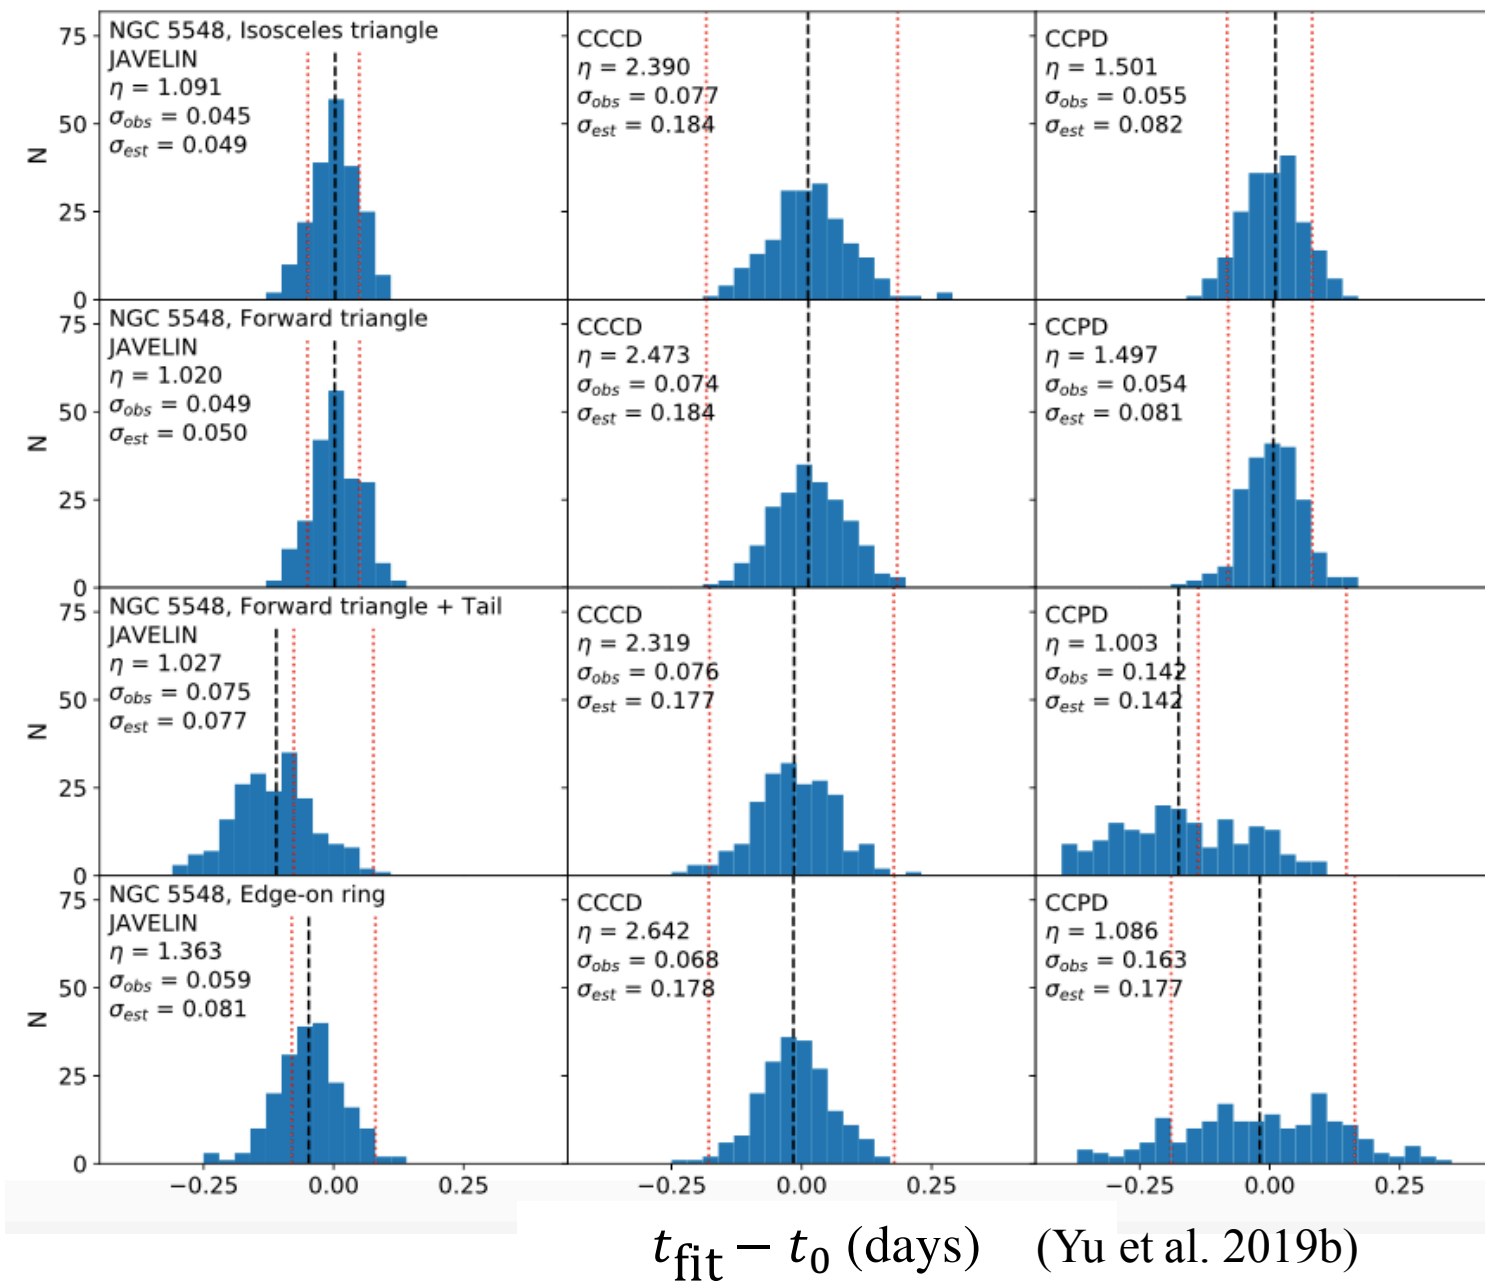 NGC 5548, Isosceles triangle
JAVELIN
η = 1.091
σobs = 0.045
σest = 0.049
CCCD
η = 2.390
σobs = 0.077
σest = 0.184
CCPD
η = 1.501
σobs = 0.055
σest = 0.082
75
50
25
0
N
NGC 5548, Forward triangle
JAVELIN
η = 1.020
σobs = 0.049
σest = 0.050
CCCD
η = 2.473
σobs = 0.074
σest = 0.184
CCPD
η = 1.497
σobs = 0.054
σest = 0.081
75
50
25
0
N
NGC 5548, Forward triangle + Tail
JAVELIN
η = 1.027
σobs = 0.075
σest = 0.077
CCCD
η = 2.319
σobs = 0.076
σest = 0.177
CCPD
η = 1.003
σobs = 0.142
σest = 0.142
75
50
25
0
N
NGC 5548, Edge-on ring
JAVELIN
η = 1.363
σobs = 0.059
σest = 0.081
CCCD
η = 2.642
σobs = 0.068
σest = 0.178
CCPD
η = 1.086
σobs = 0.163
σest = 0.177
75
50
25
0
N
−0.25 0.00 0.25 −0.25 0.00 0.25 −0.25 0.00 0.25
tfit − t0 (days) (Yu et al. 2019b)